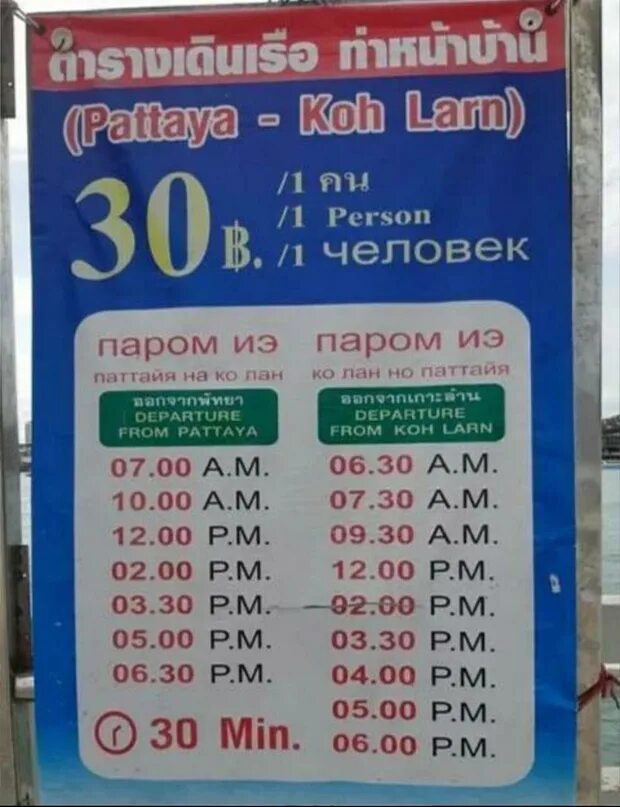 ตารางเดินเรือ ท่าหน้าบ้าน
(Pattaya - Koh Larn)
30 ฿.
/1 คน
/1 Person
/1 человек
паром иэ
паттайя на ко лан
ออกจากพัทยา
DEPARTURE
FROM PATTAYA
07.00 A.M.
10.00 A.M.
12.00 P.M.
02.00 P.M.
03.30 P.M.
05.00 P.M.
06.30 P.M.
30 Min.
паром иэ
ко лан но паттайя
ออกจากเกาะล้าน
DEPARTURE
FROM KOH LARN
06.30 A.M.
07.30 A.M.
09.30 A.M.
12.00 P.M.
02.00 P.M.
03.30 P.M.
04.00 P.M.
05.00 P.M.
06.00 P.M.